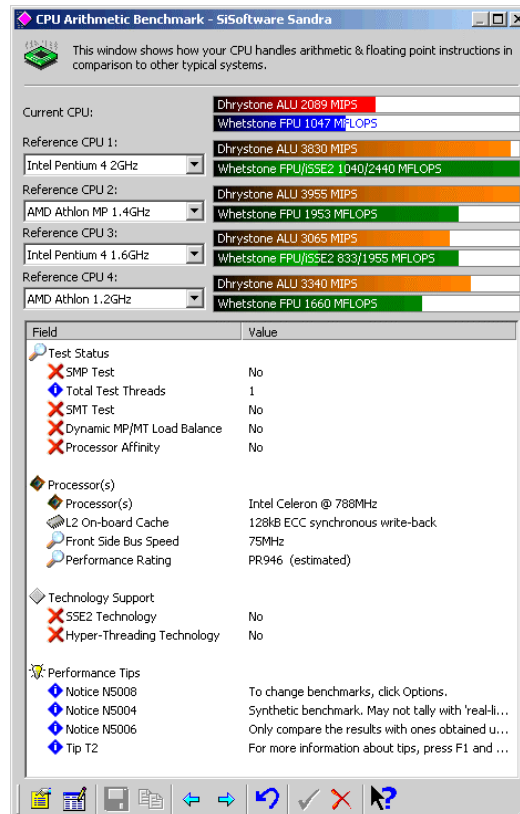 CPU Arithmetic Benchmark - SiSoftware Sandra
This window shows how your CPU handles arithmetic & floating point instructions in
comparison to other typical systems.
Current CPU:
Dhrystone ALU 2089 MIPS
Whetstone FPU 1047 MFLOPS
Reference CPU 1:
Intel Pentium 4 2GHz
Dhrystone ALU 3830 MIPS
Whetstone FPU/iSSE2 1040/2440 MFLOPS
Reference CPU 2:
AMD Athlon MP 1.4GHz
Dhrystone ALU 3955 MIPS
Whetstone FPU 1953 MFLOPS
Reference CPU 3:
Intel Pentium 4 1.6GHz
Dhrystone ALU 3065 MIPS
Whetstone FPU/iSSE2 833/1955 MFLOPS
Reference CPU 4:
AMD Athlon 1.2GHz
Dhrystone ALU 3340 MIPS
Whetstone FPU 1660 MFLOPS
Field Value
Test Status
SMP Test No
Total Test Threads 1
SMT Test No
Dynamic MP/MT Load Balance No
Processor Affinity No
Processor(s)
Processor(s) Intel Celeron @ 788MHz
L2 On-board Cache 128kB ECC synchronous write-back
Front Side Bus Speed 75MHz
Performance Rating PR946 (estimated)
Technology Support
SSE2 Technology No
Hyper-Threading Technology No
Performance Tips
Notice N5008 To change benchmarks, click Options.
Notice N5004 Synthetic benchmark. May not tally with 'real-li...
Notice N5006 Only compare the results with ones obtained u...
Tip T2 For more information about tips, press F1 and ...